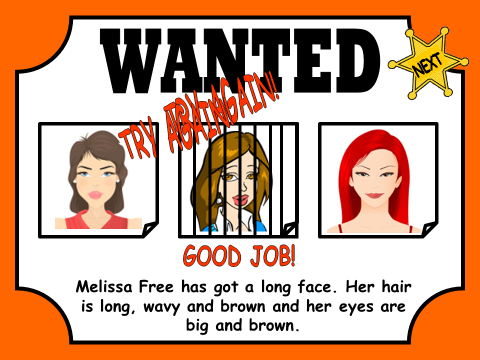 WANTED
NEXT
TRY AGAIN!
TRY AGAIN!
GOOD JOB!
Melissa Free has got a long face. Her hair
is long, wavy and brown and her eyes are
big and brown.